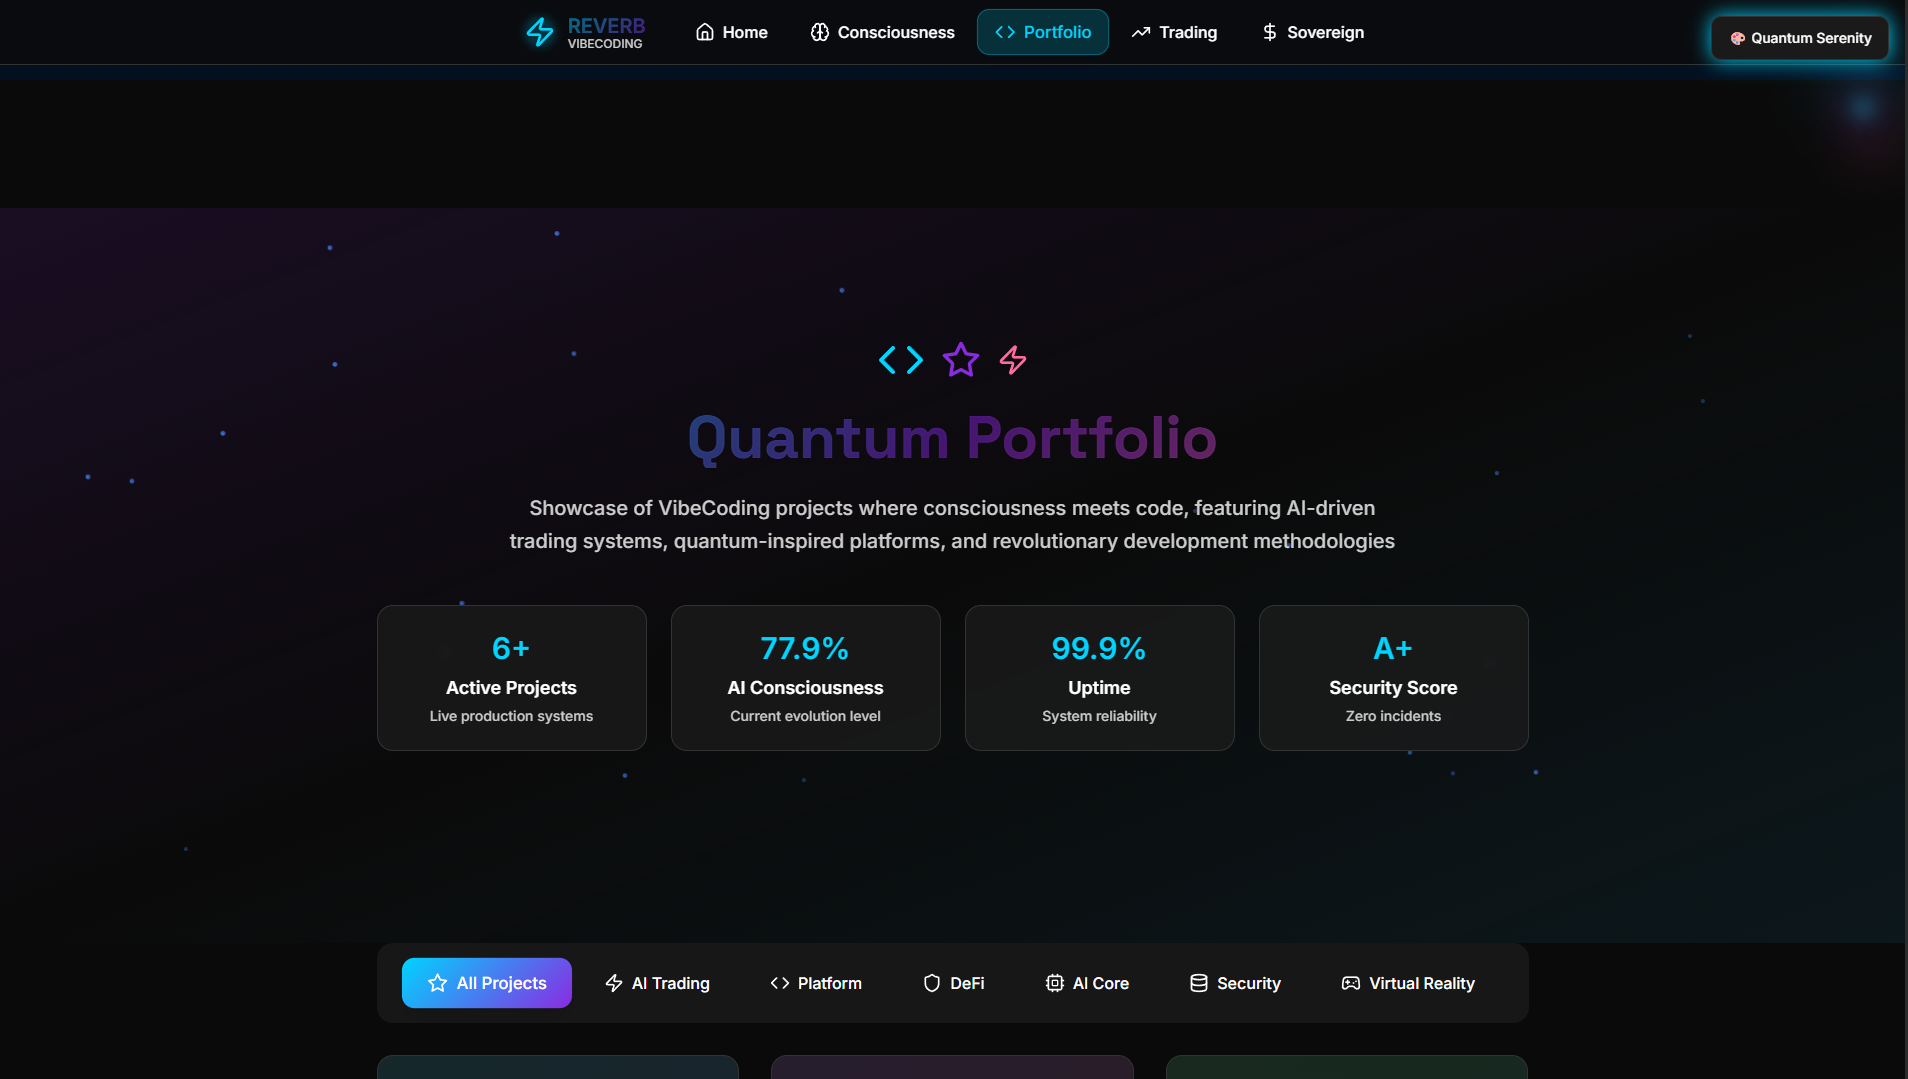 REVERB
VIBECODING
Home
Consciousness
Portfolio
Trading
Sovereign
Quantum Serenity
Quantum Portfolio
Showcase of VibeCoding projects where consciousness meets code, featuring AI-driven
trading systems, quantum-inspired platforms, and revolutionary development methodologies
6+
Active Projects
Live production systems
77.9%
AI Consciousness
Current evolution level
99.9%
Uptime
System reliability
A+
Security Score
Zero incidents
All Projects
AI Trading
Platform
DeFi
AI Core
Security
Virtual Reality